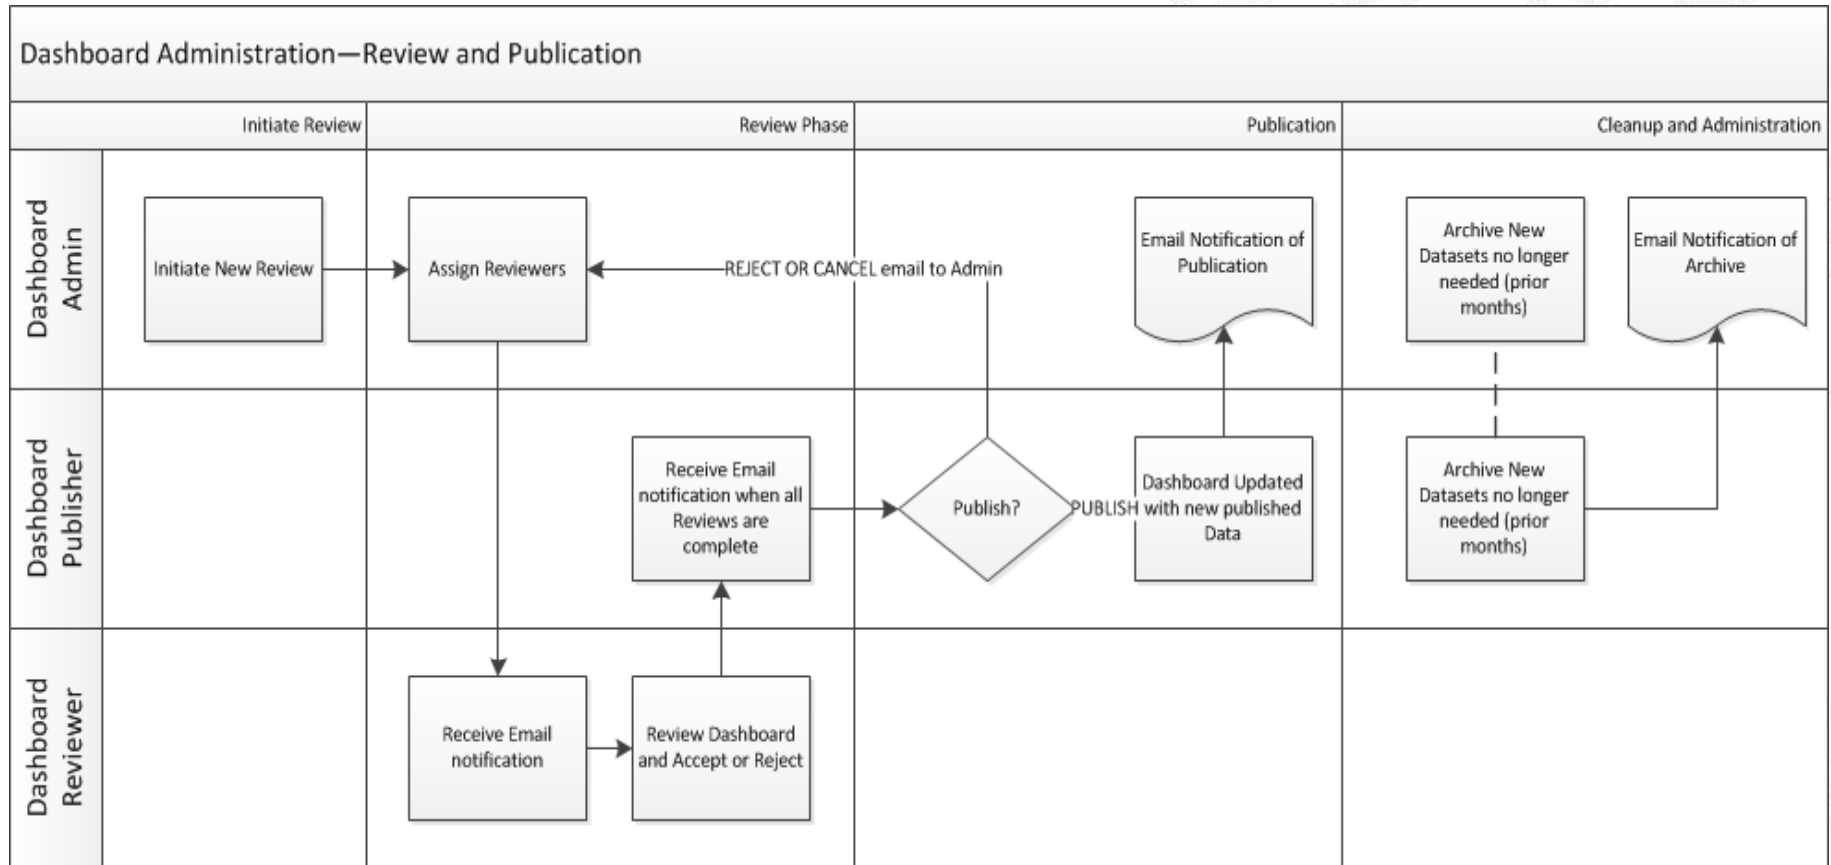 Dashboard Administration—Review and Publication
Initiate Review
Review Phase
Publication
Cleanup and Administration
Dashboard
Admin
Initiate New Review
Assign Reviewers
REJECT OR CANCEL email to Admin
Email Notification of
Publication
Archive New
Datasets no longer
needed (prior
months)
Email Notification of
Archive
Dashboard
Publisher
Receive Email
notification when all
Reviews are
complete
Publish?
PUBLISH
Dashboard Updated
with new published
Data
Archive New
Datasets no longer
needed (prior
months)
Dashboard
Reviewer
Receive Email
notification
Review Dashboard
and Accept or Reject